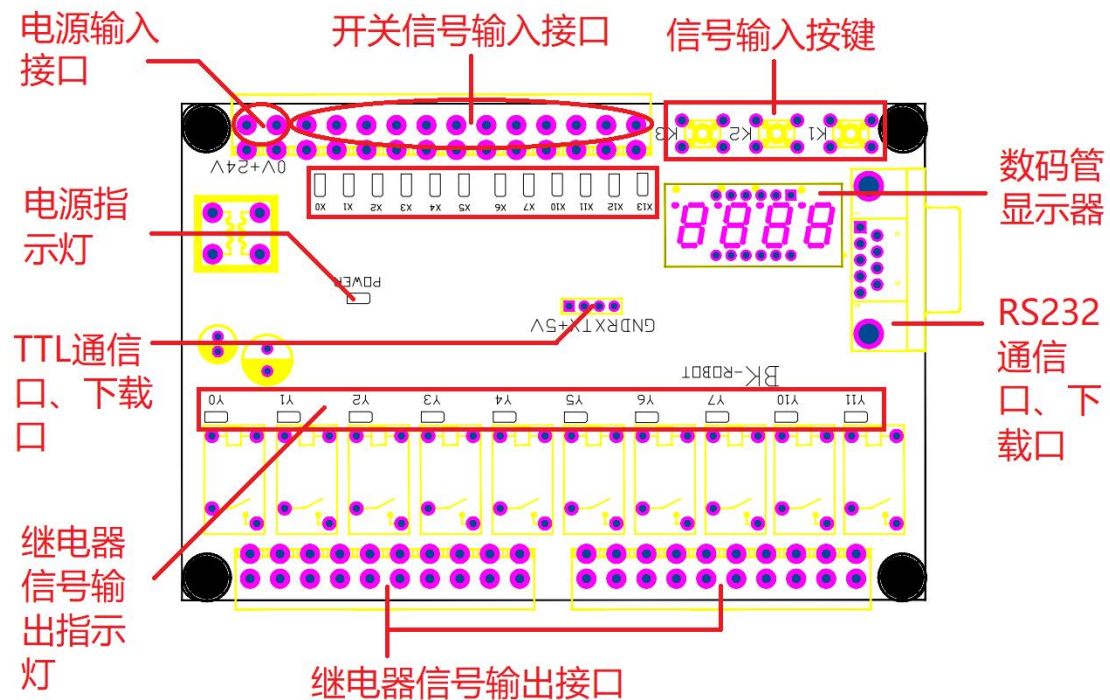 电源输入
接口
开关信号输入接口
信号输入按键
K3
K2
K1
0V+24V
X0
X1
X2
X3
X4
X5
X6
X7
X10
X11
X12
X13
数码管
显示器
8888
电源指
示灯
POWER
GNDRXTX+5V
RS232
通信
口、下
载口
TTL通信
口、下载
口
BK-ROBOT
Y0
Y1
Y2
Y3
Y4
Y5
Y6
Y7
Y10
Y11
继电器
信号输
出指示
灯
继电器信号输出接口